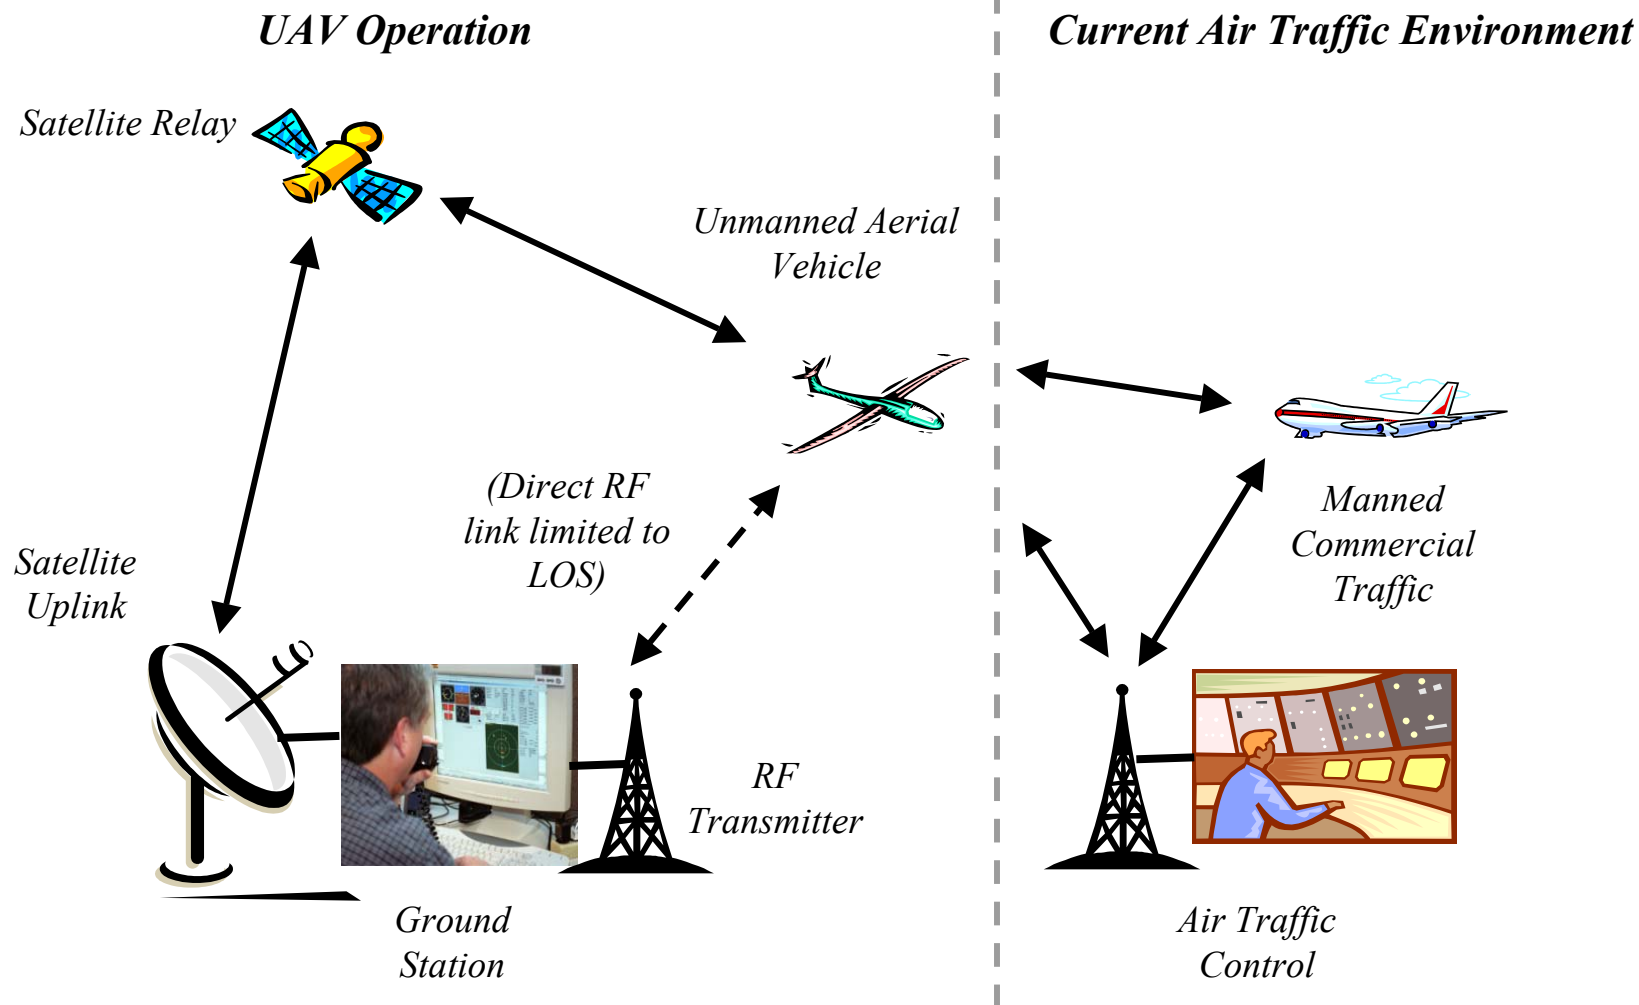 UAV Operation
Current Air Traffic Environment
Satellite Relay
Unmanned Aerial
Vehicle
(Direct RF
link limited to
LOS)
Manned
Commercial
Traffic
Satellite
Uplink
RF
Transmitter
Ground
Station
Air Traffic
Control